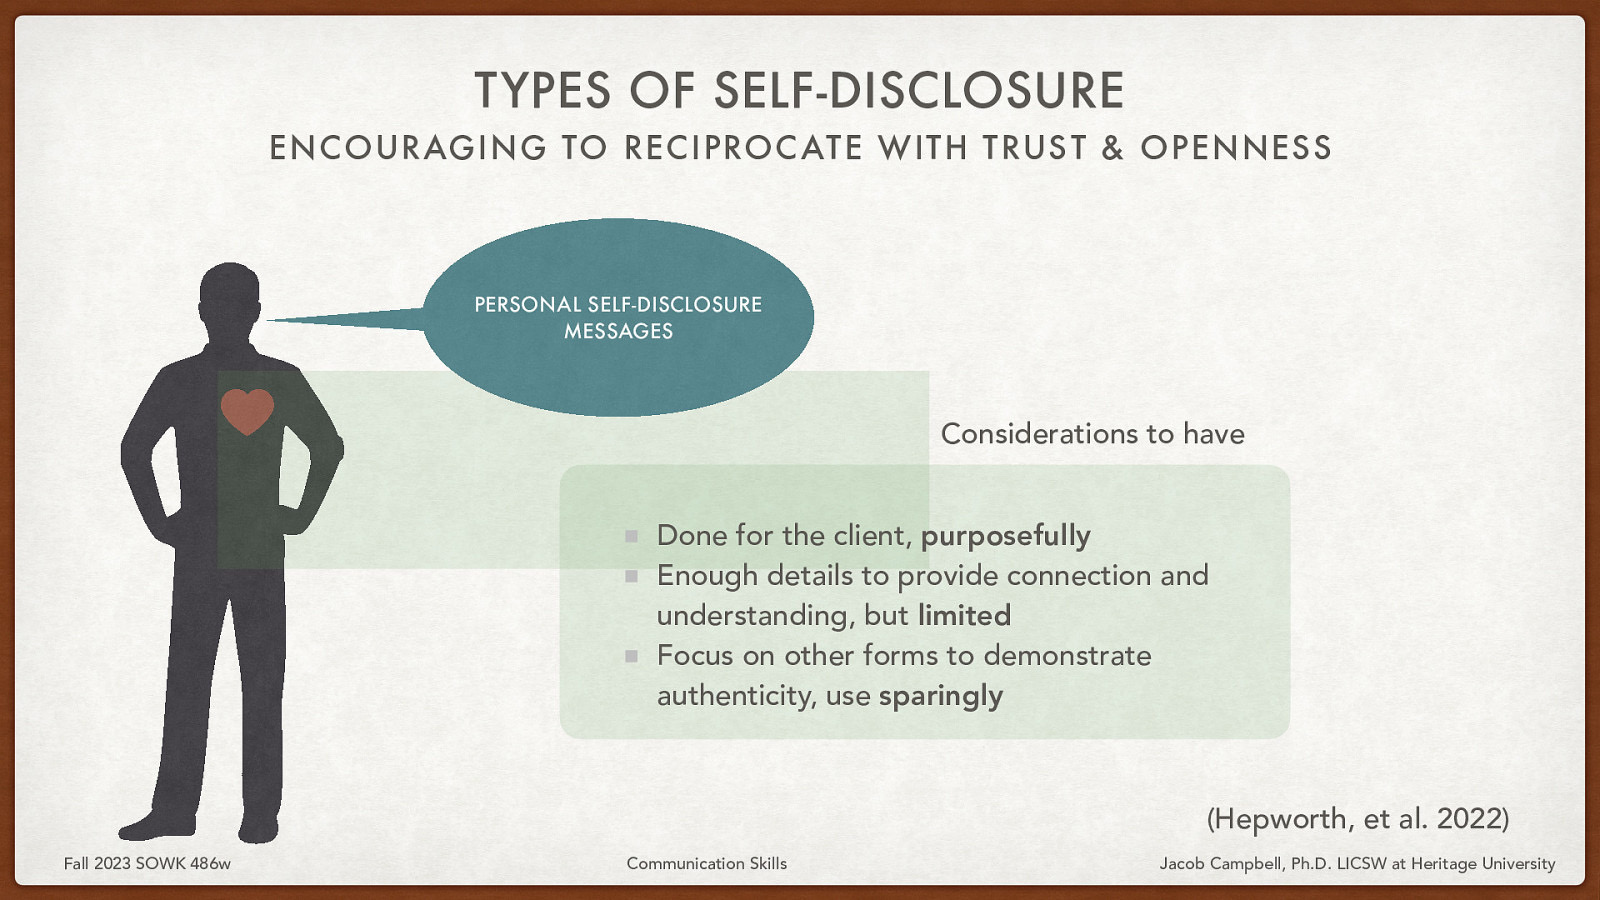 TYPES OF SELF-DISCLOSURE
ENCOURAGING TO RECIPROCATE WITH TRUST & OPENNESS
PERSONAL SELF-DISCLOSURE
MESSAGES
Considerations to have
Done for the client, purposefully
Enough details to provide connection and
understanding, but limited
Focus on other forms to demonstrate
authenticity, use sparingly
(Hepworth, et al. 2022)
Fall 2023 SOWK 486w
Communication Skills
Jacob Campbell, Ph.D. LICSW at Heritage University